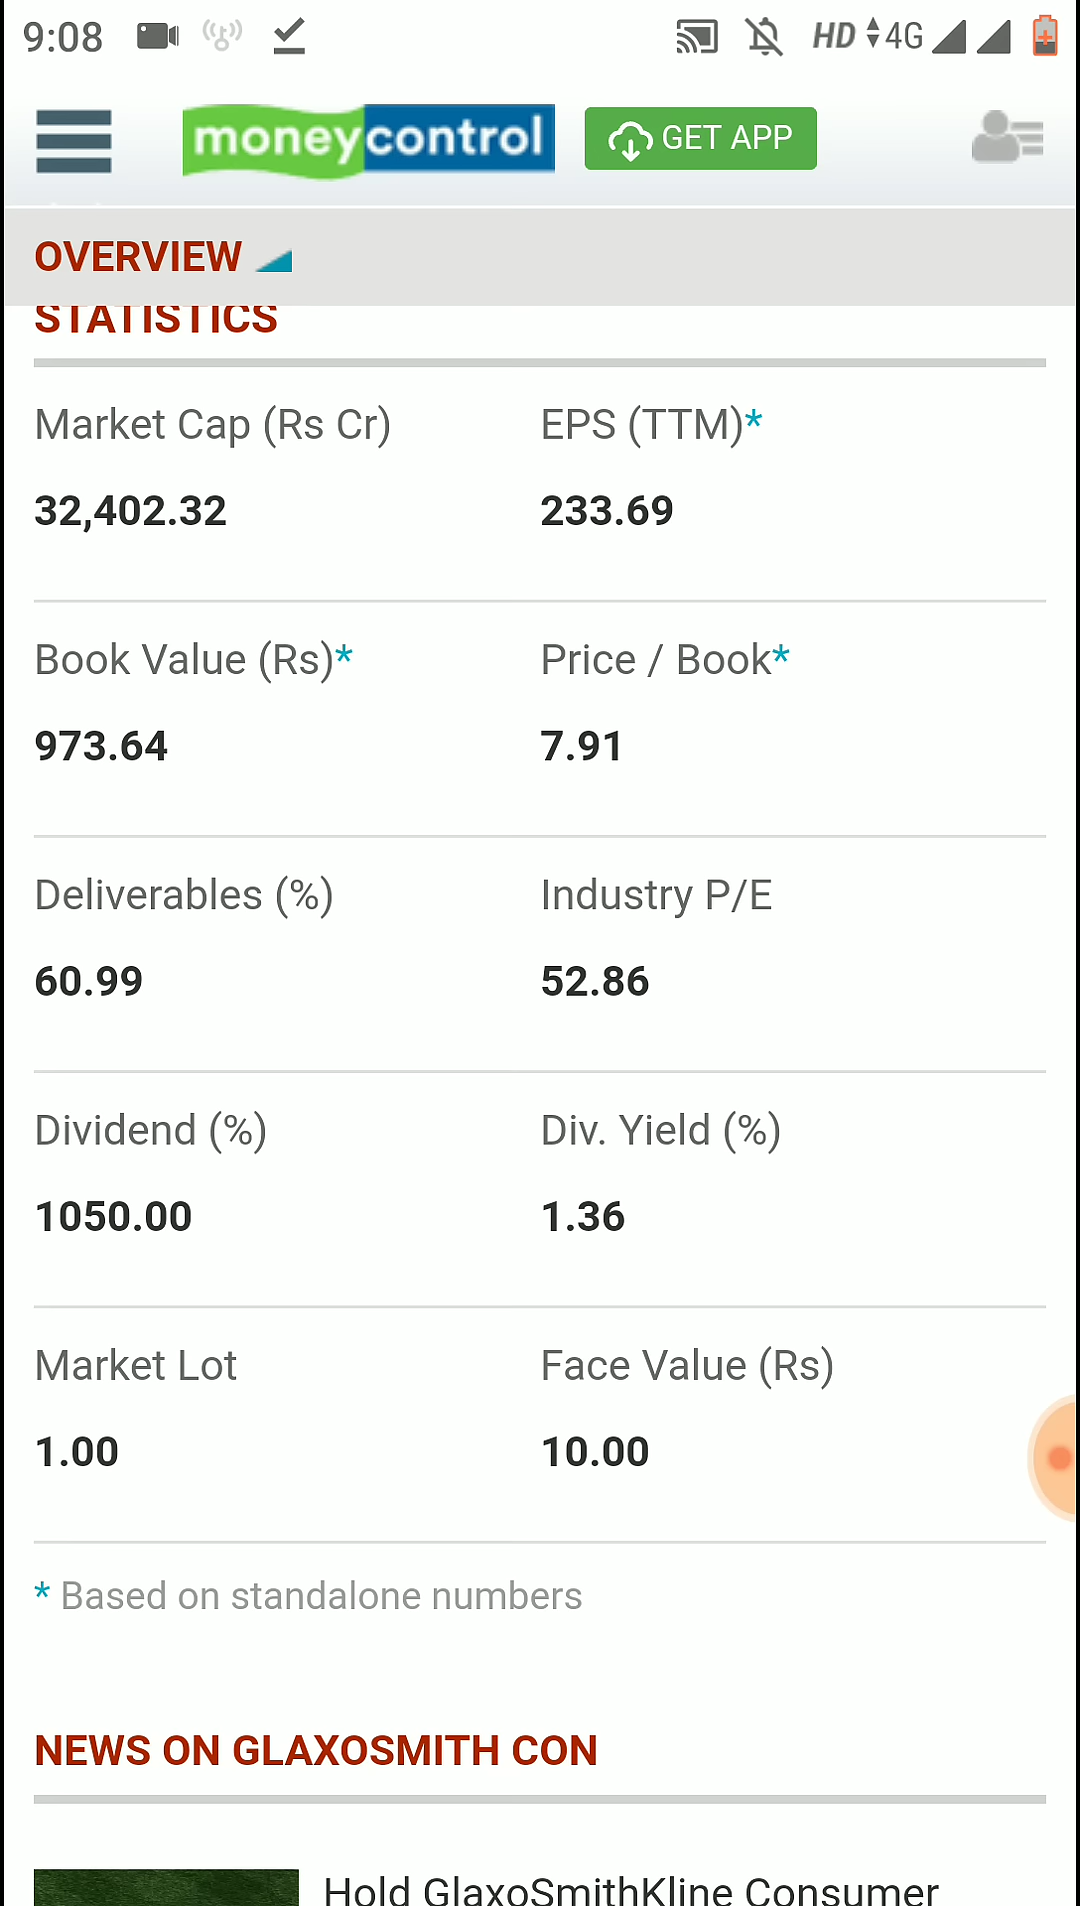 9:08 HD 4G
moneycontrol GET APP
OVERVIEW
STATISTICS
Market Cap (Rs Cr) EPS (TTM)*
32,402.32 233.69
Book Value (Rs)* Price / Book*
973.64 7.91
Deliverables (%) Industry P/E
60.99 52.86
Dividend (%) Div. Yield (%)
1050.00 1.36
Market Lot Face Value (Rs)
1.00 10.00
* Based on standalone numbers
NEWS ON GLAXOSMITH CON
Hold GlaxoSmithKline Consumer